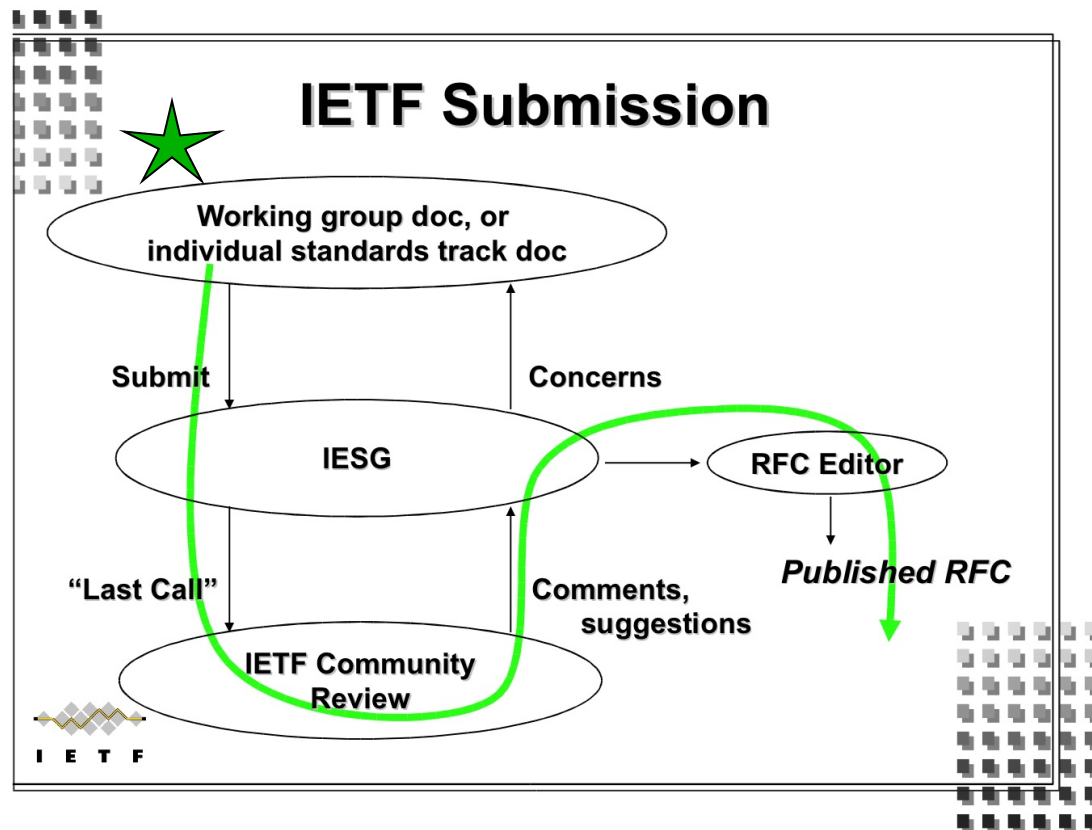 IETF Submission
Working group doc, or
individual standards track doc
Submit
Concerns
IESG
RFC Editor
“Last Call”
Comments,
suggestions
Published RFC
IETF Community
Review
I E T F